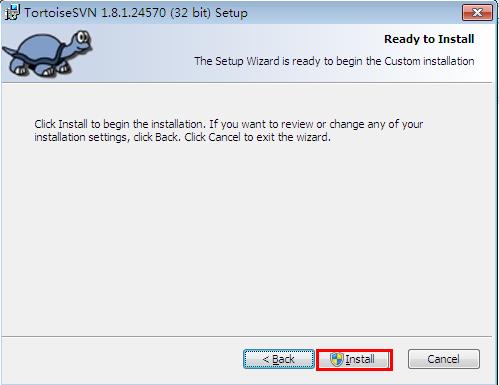 TortoiseSVN 1.8.1.24570 (32 bit) Setup
Ready to Install
The Setup Wizard is ready to begin the Custom installation
Click Install to begin the installation. If you want to review or change any of your
installation settings, click Back. Click Cancel to exit the wizard.
< Back
Install
Cancel